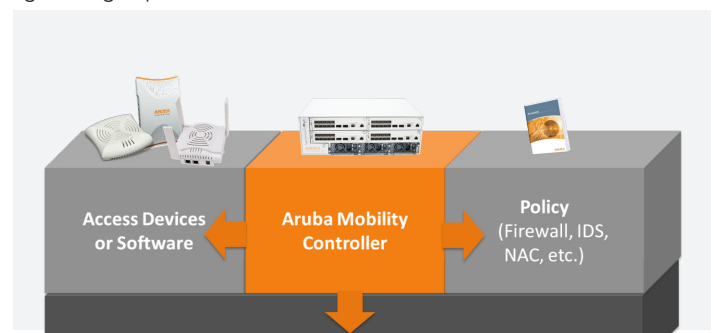 Access Devices
or Software
Aruba Mobility
Controller
Policy
(Firewall, IDS,
NAC, etc.)